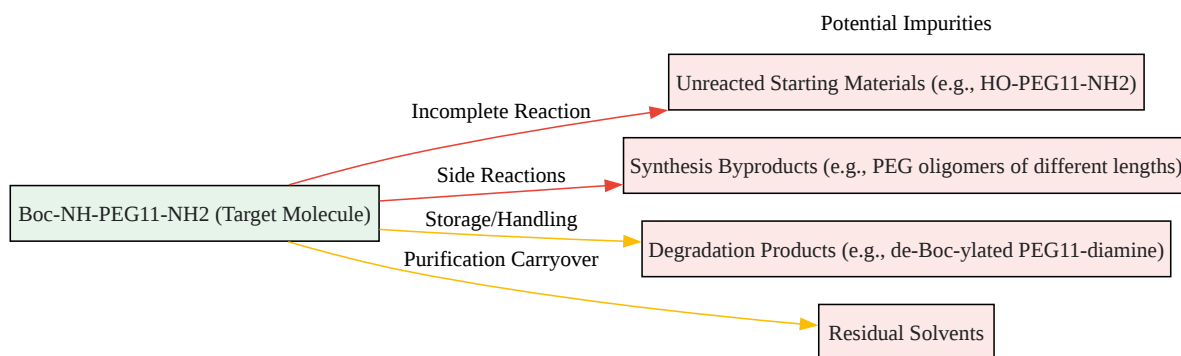 Potential Impurities
Unreacted Starting Materials (e.g., HO-PEG11-NH2)
Incomplete Reaction
Synthesis Byproducts (e.g., PEG oligomers of different lengths)
Side Reactions
Boc-NH-PEG11-NH2 (Target Molecule)
Storage/Handling
Degradation Products (e.g., de-Boc-ylated PEG11-diamine)
Purification Carryover
Residual Solvents